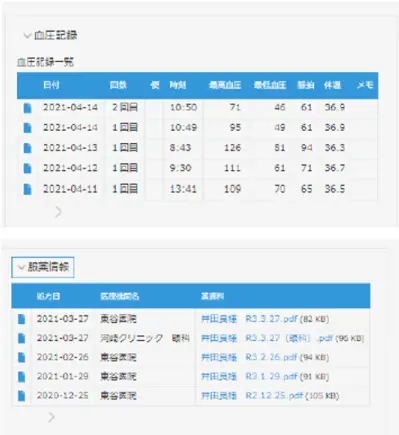 血圧記録
血圧記録一覧
日付 回数 便 時刻 最高血圧 最低血圧 脈拍 体温 メモ
2021-04-14 2回目 10:50 71 46 61 36.9
2021-04-14 1回目 10:49 95 49 61 36.9
2021-04-13 1回目 8:43 126 81 94 36.3
2021-04-12 1回目 9:30 111 61 71 36.7
2021-04-11 1回目 13:41 109 70 65 36.5
服薬情報
処方日 医療機関名 薬資料
2021-03-27 東谷医院 井田良様 R3.3.27.pdf (82 KB)
2021-03-27 河崎クリニック 眼科 井田良様 R3.3.27（眼科）.pdf (96 KB)
2021-02-26 東谷医院 井田良様 R3.2.26.pdf (94 KB)
2021-01-29 東谷医院 井田良様 R3.1.29.pdf (91 KB)
2020-12-25 東谷医院 井田良様 R2.12.25.pdf (105 KB)